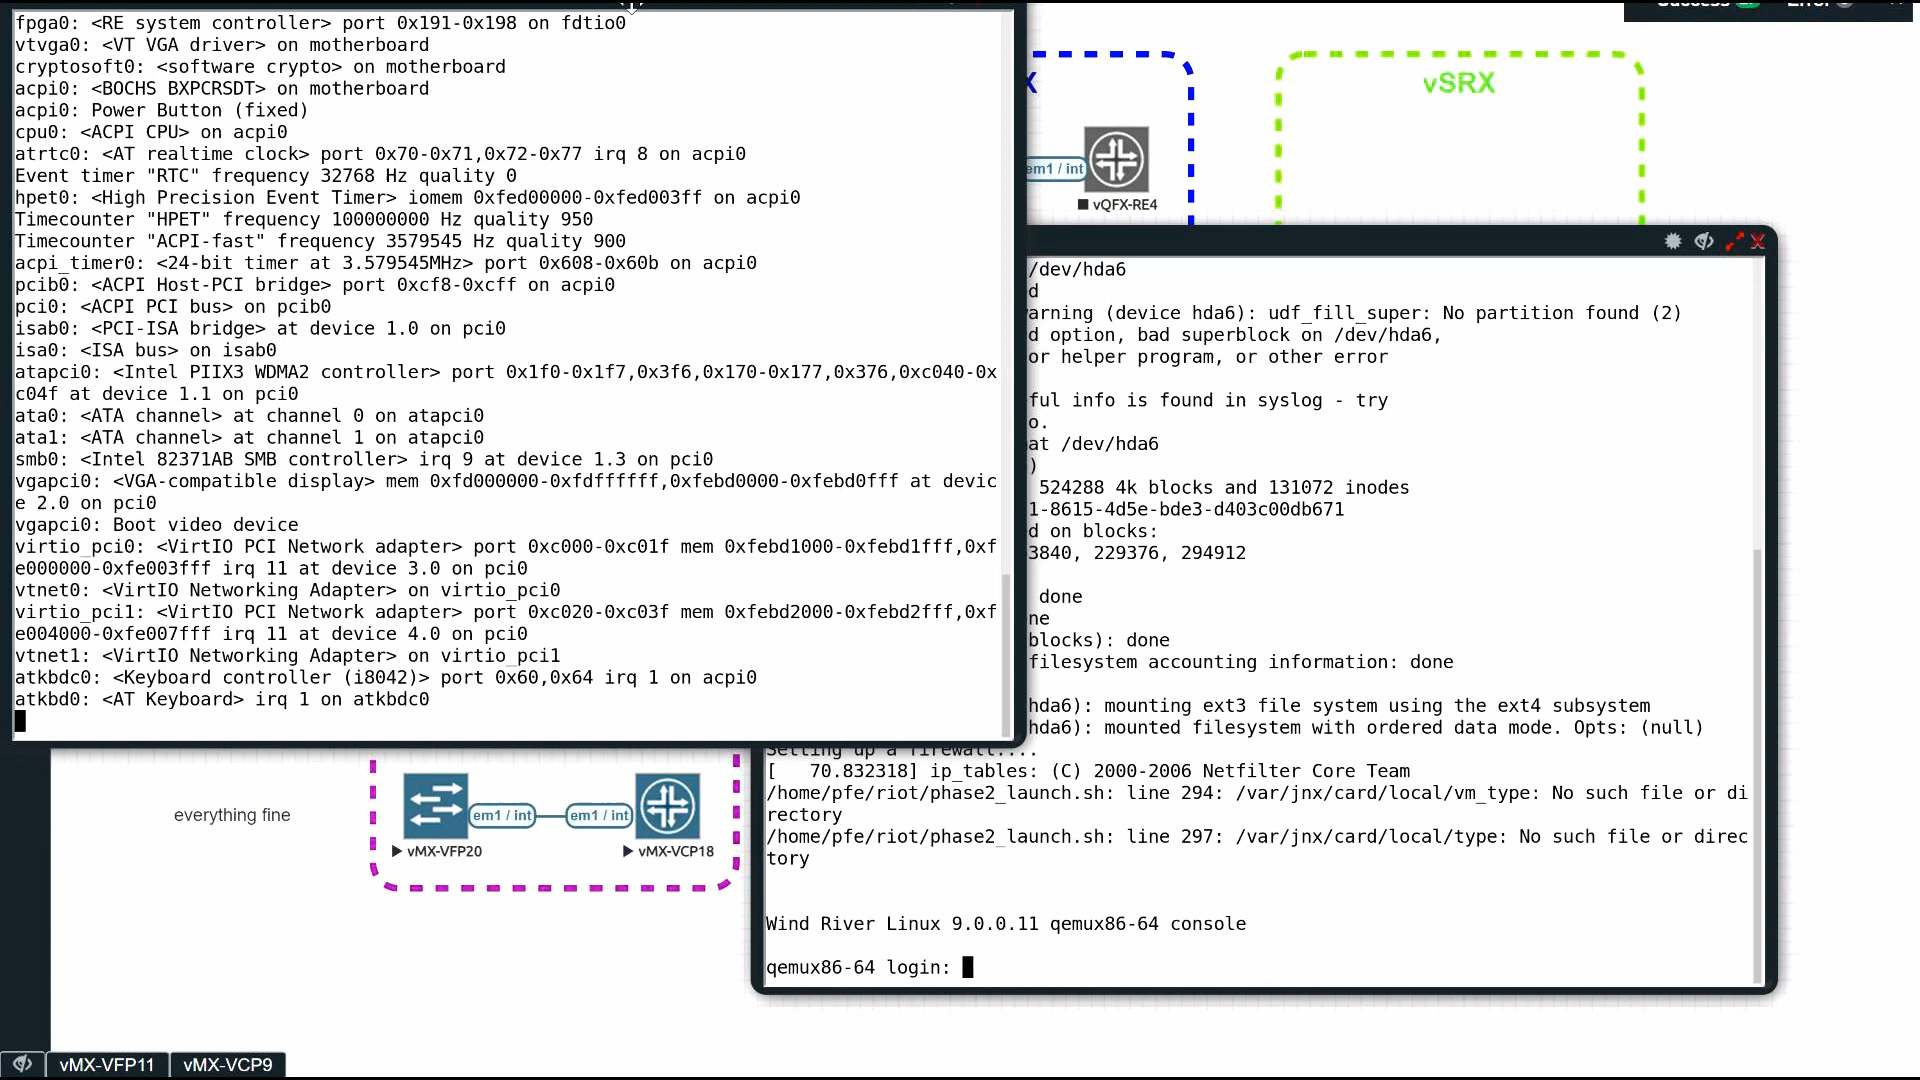 fpga0: <RE system controller> port 0x191-0x198 on fdtio0
vtvga0: <VT VGA driver> on motherboard
cryptosoft0: <software crypto> on motherboard
acpi0: <BOCHS BXPCRSDT> on motherboard
acpi0: Power Button (fixed)
cpu0: <ACPI CPU> on acpi0
atrtc0: <AT realtime clock> port 0x70-0x71,0x72-0x77 irq 8 on acpi0
Event timer "RTC" frequency 32768 Hz quality 0
hpet0: <High Precision Event Timer> iomem 0xfed00000-0xfed003ff on acpi0
Timecounter "HPET" frequency 100000000 Hz quality 950
Timecounter "ACPI-fast" frequency 3579545 Hz quality 900
acpi_timer0: <24-bit timer at 3.579545MHz> port 0x608-0x60b on acpi0
pcib0: <ACPI Host-PCI bridge> port 0xcf8-0xcff on acpi0
pci0: <ACPI PCI bus> on pcib0
isab0: <PCI-ISA bridge> at device 1.0 on pci0
isa0: <ISA bus> on isab0
atapci0: <Intel PIIX3 WDMA2 controller> port 0x1f0-0x1f7,0x3f6,0x170-0x177,0x376,0xc040-0x
c04f at device 1.1 on pci0
ata0: <ATA channel> at channel 0 on atapci0
ata1: <ATA channel> at channel 1 on atapci0
smb0: <Intel 82371AB SMB controller> irq 9 at device 1.3 on pci0
vgapci0: <VGA-compatible display> mem 0xfd000000-0xfdffffff,0xfebd0000-0xfebd0fff at devic
e 2.0 on pci0
vgapci0: Boot video device
virtio_pci0: <VirtIO PCI Network adapter> port 0xc000-0xc01f mem 0xfebd1000-0xfebd1fff,0xf
e000000-0xfe003fff irq 11 at device 3.0 on pci0
vtnet0: <VirtIO Networking Adapter> on virtio_pci0
virtio_pci1: <VirtIO PCI Network adapter> port 0xc020-0xc03f mem 0xfebd2000-0xfebd2fff,0xf
e004000-0xfe007fff irq 11 at device 4.0 on pci0
vtnet1: <VirtIO Networking Adapter> on virtio_pci1
atkbdc0: <Keyboard controller (i8042)> port 0x60,0x64 irq 1 on acpi0
atkbd0: <AT Keyboard> irq 1 on atkbdc0
X
em1 / int
vQFX-RE4
vSRX
/dev/hda6
d
arning (device hda6): udf_fill_super: No partition found (2)
d option, bad superblock on /dev/hda6,
or helper program, or other error
ful info is found in syslog - try
o.
at /dev/hda6
)
524288 4k blocks and 131072 inodes
1-8615-4d5e-bde3-d403c00db671
d on blocks:
3840, 229376, 294912
done
ne
blocks): done
filesystem accounting information: done
hda6): mounting ext3 file system using the ext4 subsystem
hda6): mounted filesystem with ordered data mode. Opts: (null)
Setting up a firewall....
[   70.832318] ip_tables: (C) 2000-2006 Netfilter Core Team
/home/pfe/riot/phase2_launch.sh: line 294: /var/jnx/card/local/vm_type: No such file or di
rectory
/home/pfe/riot/phase2_launch.sh: line 297: /var/jnx/card/local/type: No such file or direc
tory
Wind River Linux 9.0.0.11 qemux86-64 console
qemux86-64 login:
everything fine
em1 / int
em1 / int
vMX-VFP20
vMX-VCP18
vMX-VFP11
vMX-VCP9